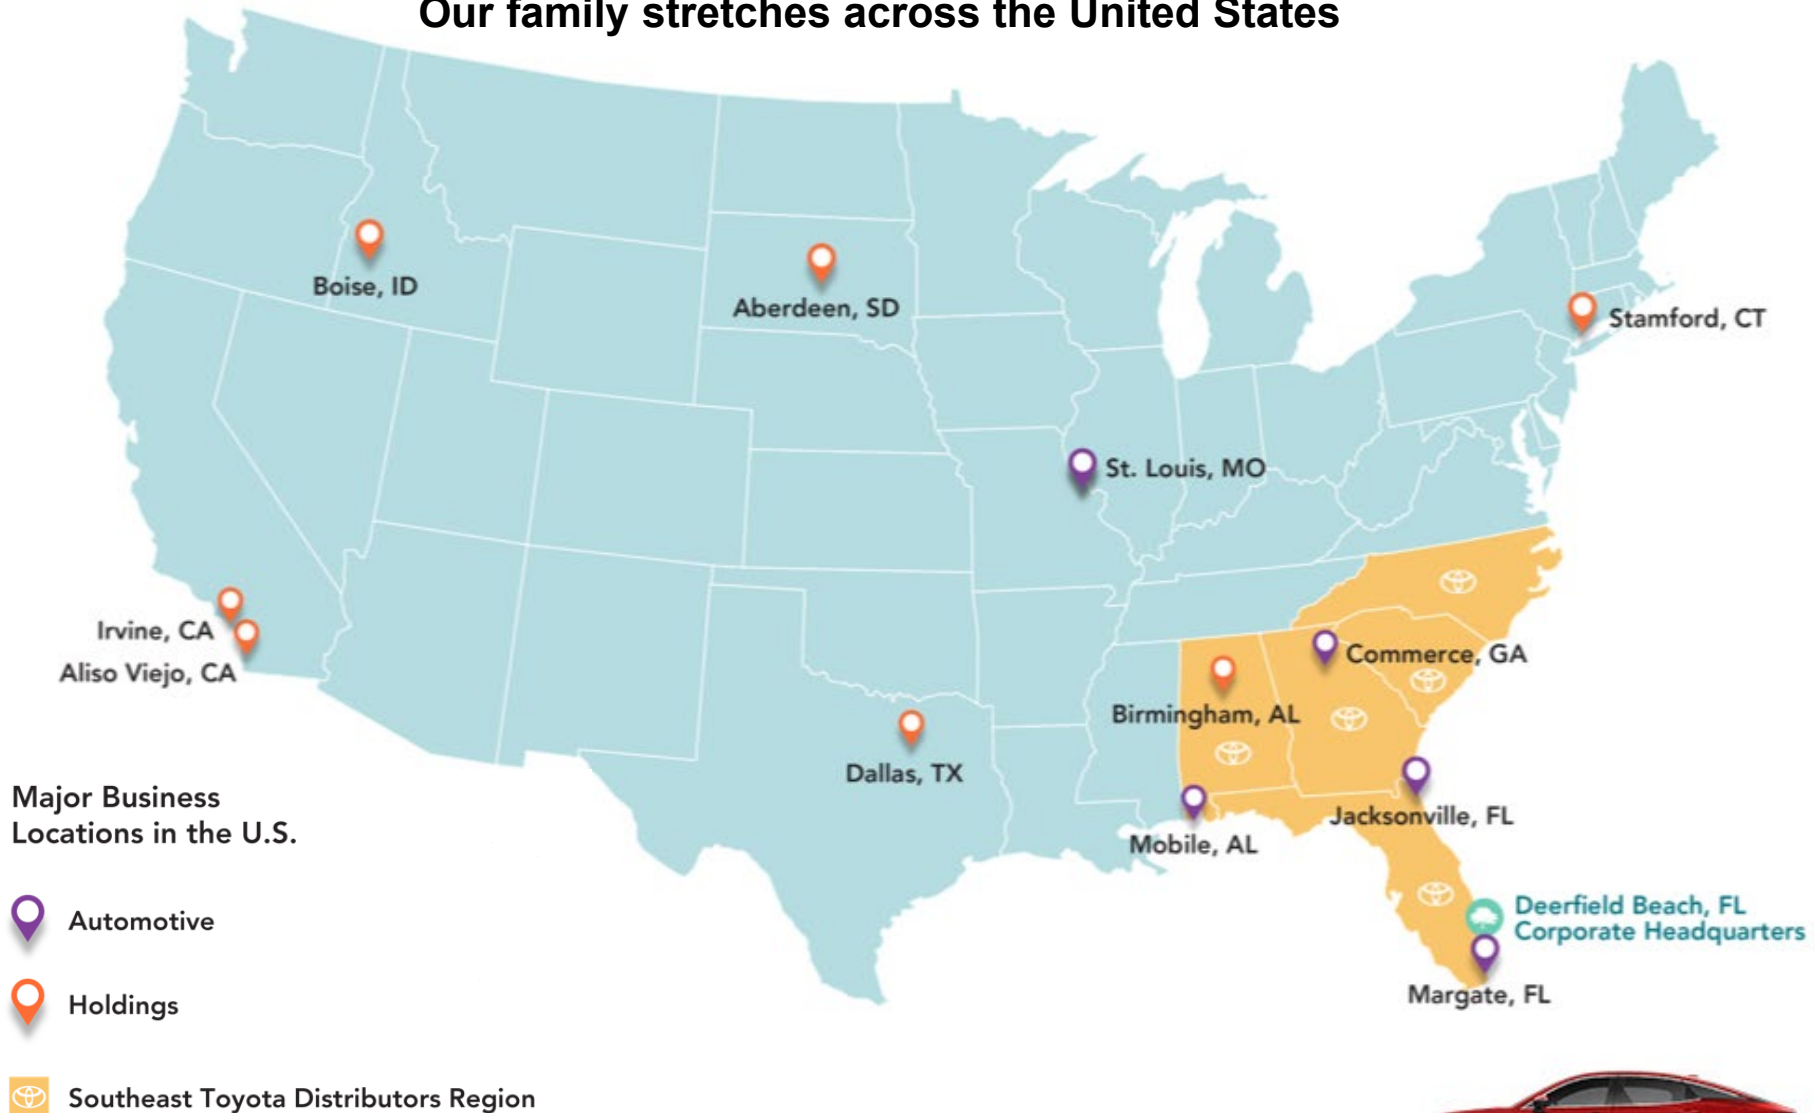 Our family stretches across the United States
Boise, ID
Aberdeen, SD
Stamford, CT
St. Louis, MO
Irvine, CA
Aliso Viejo, CA
Commerce, GA
Birmingham, AL
Dallas, TX
Jacksonville, FL
Mobile, AL
Deerfield Beach, FL
Corporate Headquarters
Margate, FL
Major Business
Locations in the U.S.
Automotive
Holdings
Southeast Toyota Distributors Region